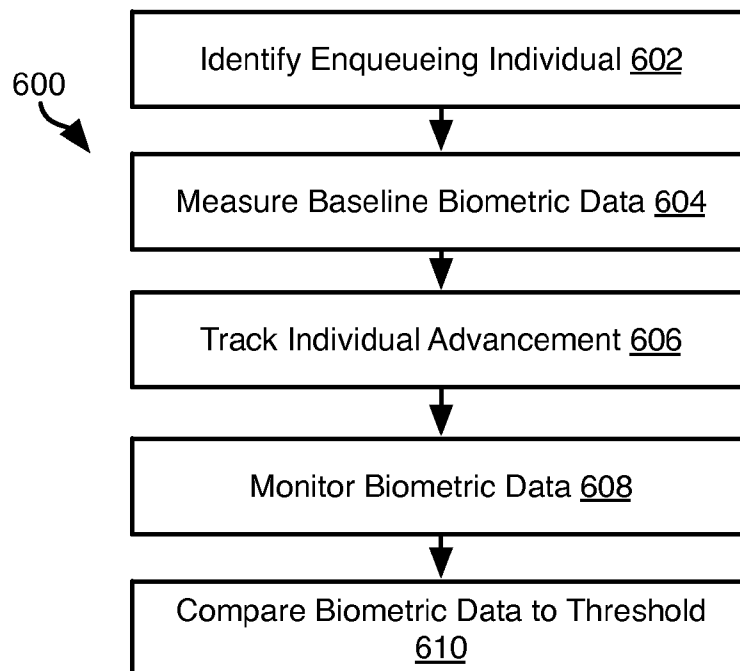 Identify Enqueueing Individual 602
600
Measure Baseline Biometric Data 604
Track Individual Advancement 606
Monitor Biometric Data 608
Compare Biometric Data to Threshold
610